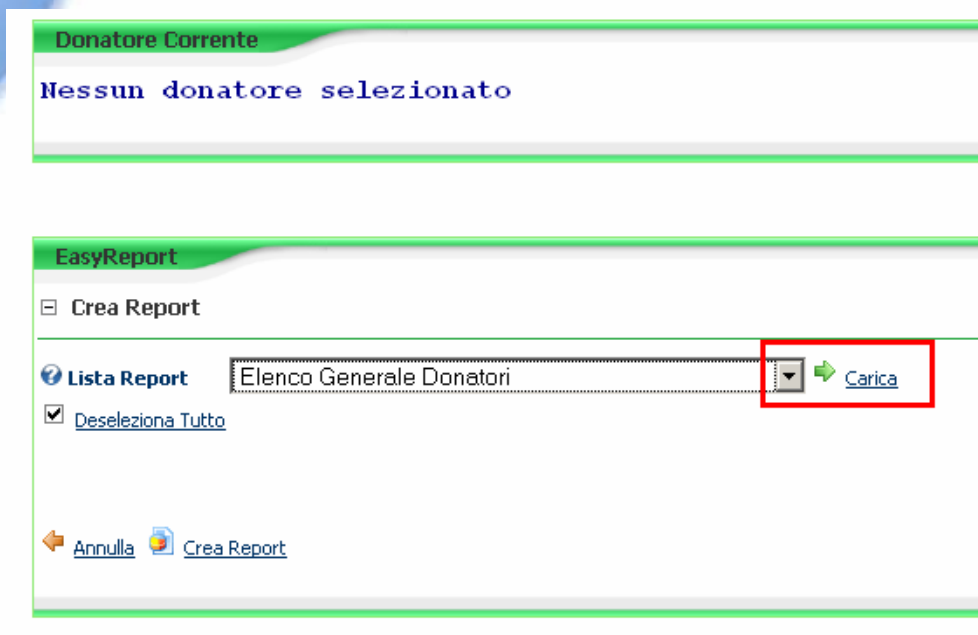 Donatore Corrente
Nessun donatore selezionato
EasyReport
Crea Report
Lista Report Elenco Generale Donatori Carica
Deseleziona Tutto
Annulla Crea Report